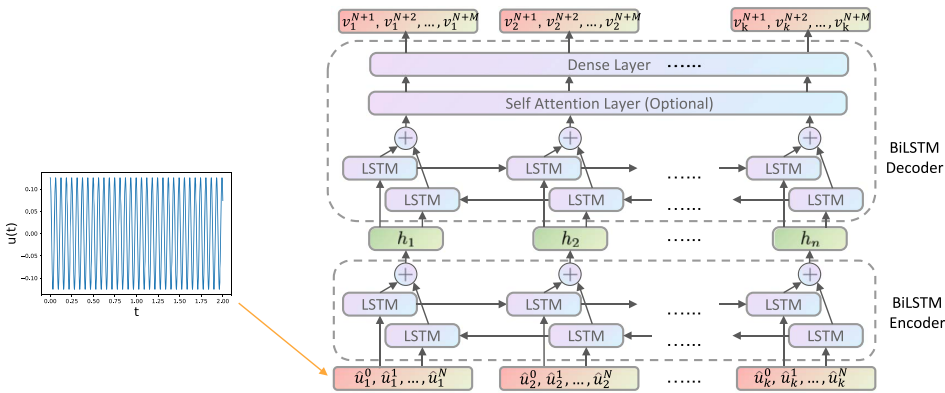 v_1^{N+1}, v_1^{N+2}, ..., v_1^{N+M}
v_2^{N+1}, v_2^{N+2}, ..., v_2^{N+M}
v_k^{N+1}, v_k^{N+2}, ..., v_k^{N+M}
Dense Layer ......
Self Attention Layer (Optional)
+ + +
LSTM LSTM ...... LSTM
LSTM LSTM ...... LSTM
BiLSTM
Decoder
h_1 h_2 ...... h_n
+ + +
LSTM LSTM ...... LSTM
LSTM LSTM ...... LSTM
BiLSTM
Encoder
û_1^0, û_1^1, ..., û_1^N
û_2^0, û_2^1, ..., û_2^N
......
û_k^0, û_k^1, ..., û_k^N
u(t)
0.10
0.05
0.00
−0.05
−0.10
0.00 0.25 0.50 0.75 1.00 1.25 1.50 1.75 2.00
t